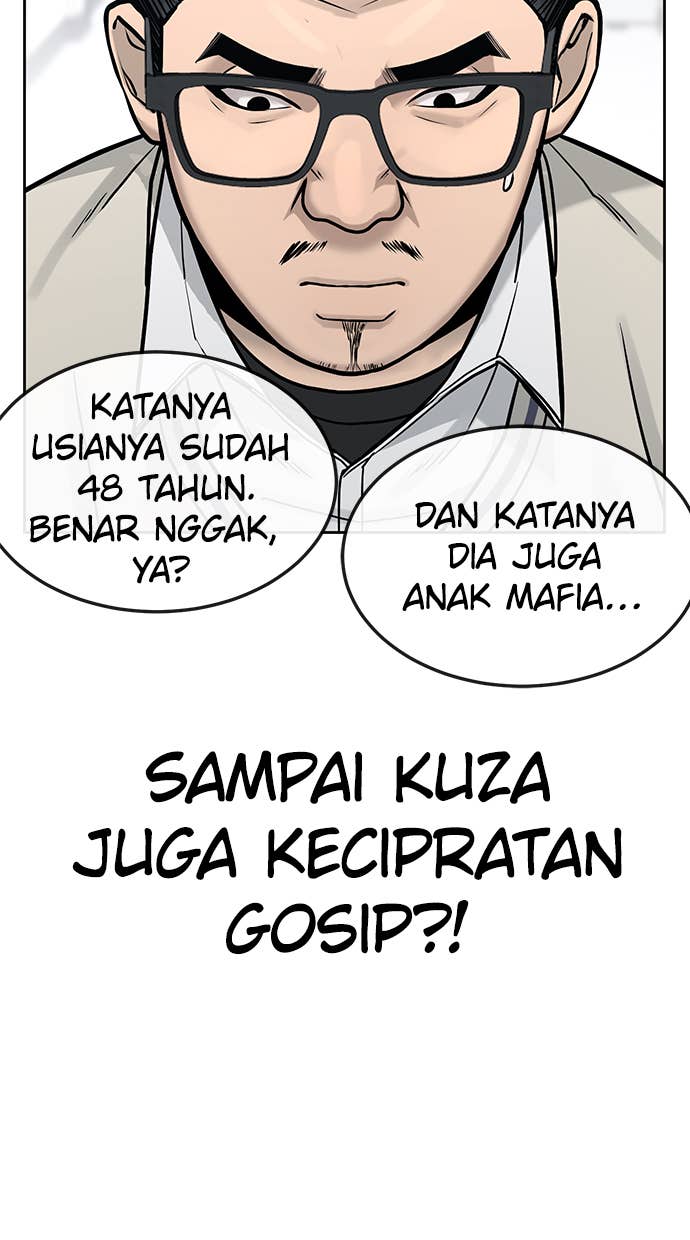 KATANYA
USIANYA SUDAH
48 TAHUN.
BENAR NGGAK,
YA?
DAN KATANYA
DIA JUGA
ANAK MAFIA...
SAMPAI KUZA
JUGA KECIPRATAN
GOSIP?!